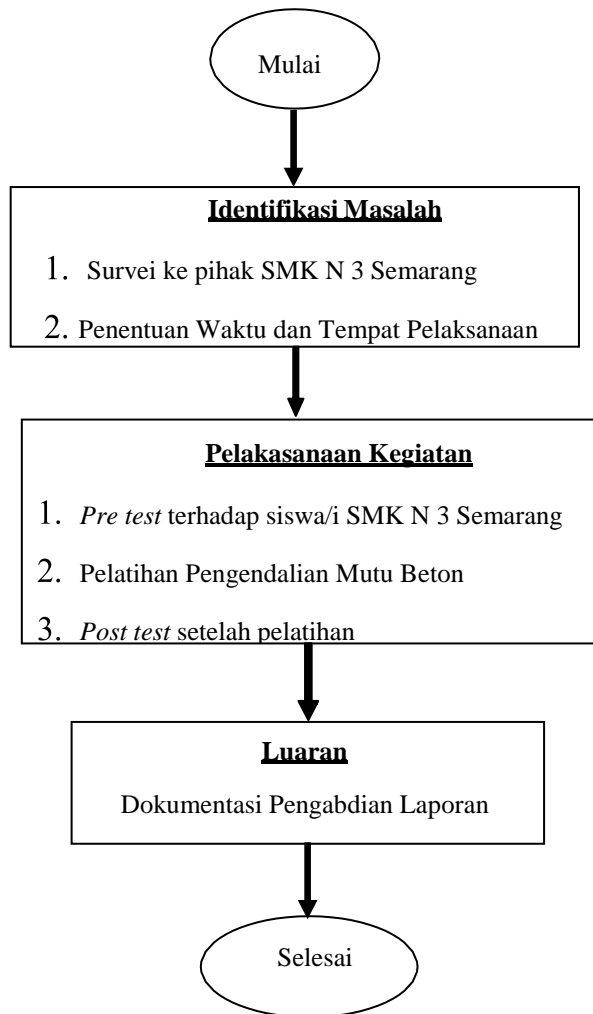 Mulai
Identifikasi Masalah
1. Survei ke pihak SMK N 3 Semarang
2. Penentuan Waktu dan Tempat Pelaksanaan
Pelakasanaan Kegiatan
1. Pre test terhadap siswa/i SMK N 3 Semarang
2. Pelatihan Pengendalian Mutu Beton
3. Post test setelah pelatihan
Luaran
Dokumentasi Pengabdian Laporan
Selesai